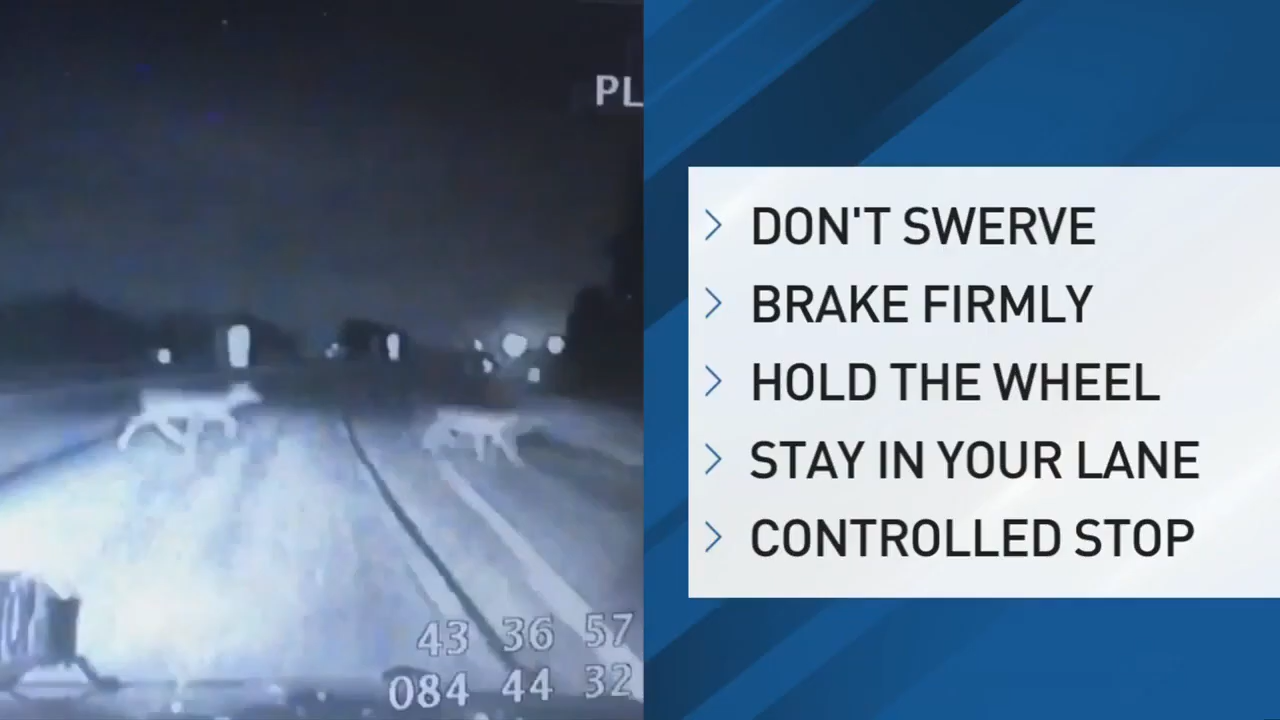 PL
43 36 57
084 44 32
DON'T SWERVE
BRAKE FIRMLY
HOLD THE WHEEL
STAY IN YOUR LANE
CONTROLLED STOP